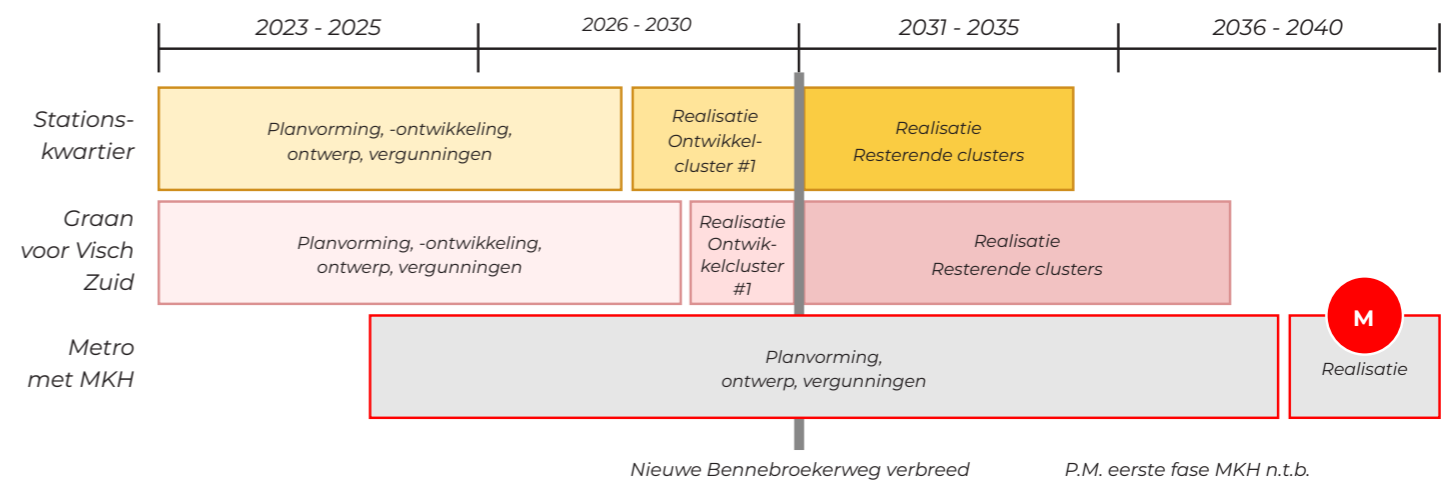 2023 - 2025
2026 - 2030
2031 - 2035
2036 - 2040
Stations-
kwartier
Planvorming, -ontwikkeling,
ontwerp, vergunningen
Realisatie
Ontwikkel-
cluster #1
Realisatie
Resterende clusters
Graan
voor Visch
Zuid
Planvorming, -ontwikkeling,
ontwerp, vergunningen
Realisatie
Ontwik-
kelcluster
#1
Realisatie
Resterende clusters
Metro
met MKH
Planvorming,
ontwerp, vergunningen
M
Realisatie
Nieuwe Bennebroekerweg verbreed
P.M. eerste fase MKH n.t.b.